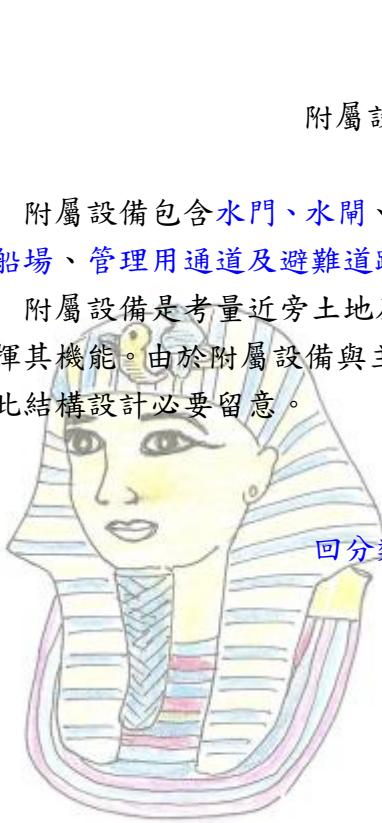 附屬設
附屬設備包含水門、水閘、
船場、管理用通道及避難道路
附屬設備是考量近旁土地及
揮其機能。由於附屬設備與主
此結構設計必要留意。
回分類